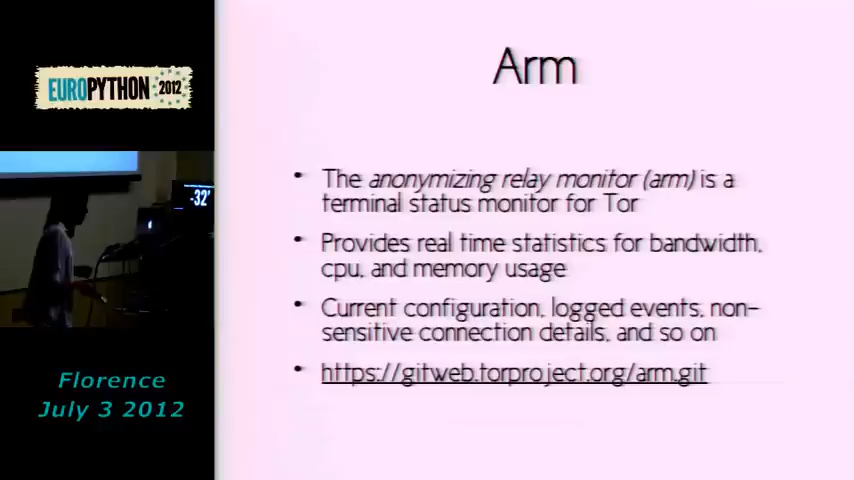 EUROPYTHON 2012
-32'
Florence
July 3 2012
Arm
• The anonymizing relay monitor (arm) is a
terminal status monitor for Tor
• Provides real time statistics for bandwidth,
cpu, and memory usage
• Current configuration, logged events, non-
sensitive connection details, and so on
• https://gitweb.torproject.org/arm.git